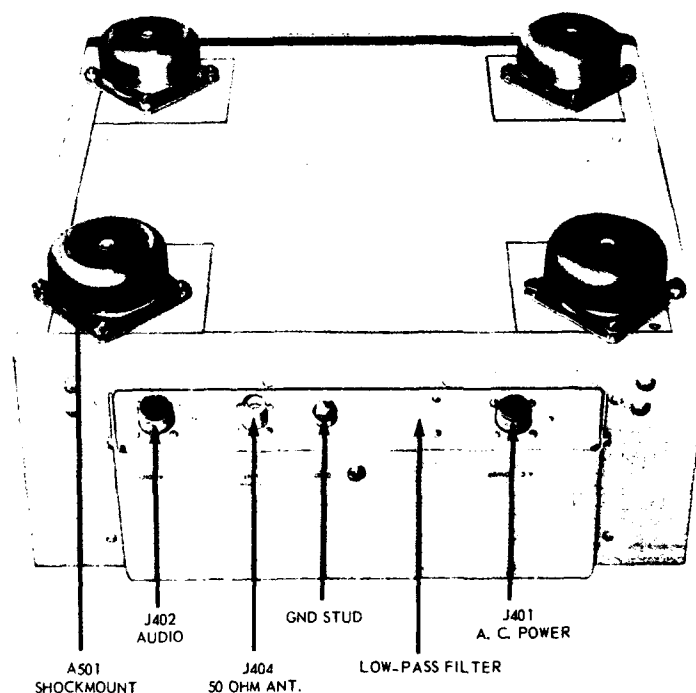 J402
AUDIO
GND STUD
J401
A. C. POWER
A501
SHOCKMOUNT
J404
50 OHM ANT.
LOW-PASS FILTER